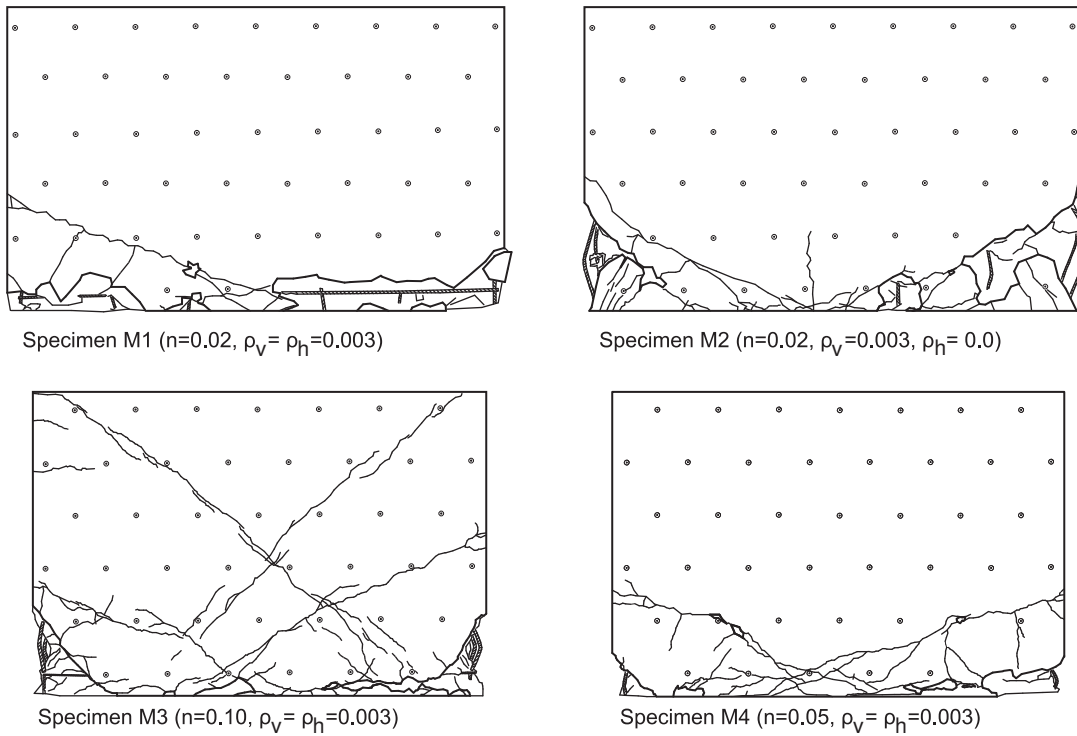 Specimen M1 (n=0.02, ρv= ρh=0.003)
Specimen M2 (n=0.02, ρv=0.003, ρh= 0.0)
Specimen M3 (n=0.10, ρv= ρh=0.003)
Specimen M4 (n=0.05, ρv= ρh=0.003)